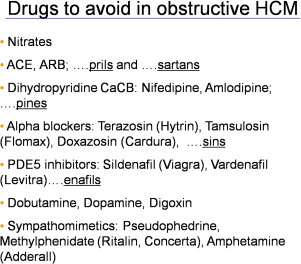 Drugs to avoid in obstructive HCM
• Nitrates
• ACE, ARB; ….prils and ….sartans
• Dihydropyridine CaCB: Nifedipine, Amlodipine;
….pines
• Alpha blockers: Terazosin (Hytrin), Tamsulosin
(Flomax), Doxazosin (Cardura), ….sins
• PDE5 inhibitors: Sildenafil (Viagra), Vardenafil
(Levitra)….enafils
• Dobutamine, Dopamine, Digoxin
• Sympathomimetics: Pseudophedrine,
Methylphenidate (Ritalin, Concerta), Amphetamine
(Adderall)